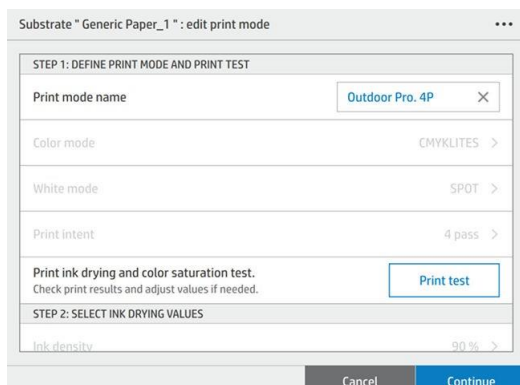 Substrate " Generic Paper_1 " : edit print mode
STEP 1: DEFINE PRINT MODE AND PRINT TEST
Print mode name Outdoor Pro. 4P
Color mode CMYKLITES
White mode SPOT
Print intent 4 pass
Print ink drying and color saturation test.
Check print results and adjust values if needed.
Print test
STEP 2: SELECT INK DRYING VALUES
Ink density 90 %
Cancel Continue